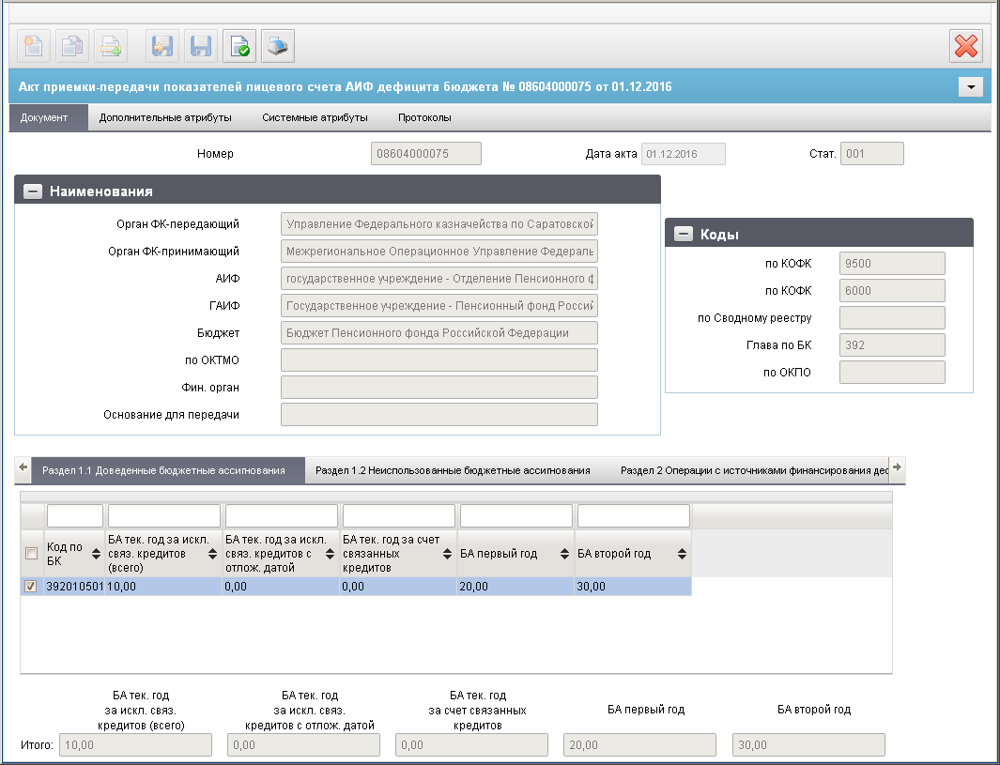 Акт приемки-передачи показателей лицевого счета АИФ дефицита бюджета № 08604000075 от 01.12.2016
Документ Дополнительные атрибуты Системные атрибуты Протоколы
Номер 08604000075 Дата акта 01.12.2016 Стат. 001
Наименования
Орган ФК-передающий Управление Федерального казначейства по Саратовской
Орган ФК-принимающий Межрегиональное Операционное Управление Федераль
АИФ государственное учреждение - Отделение Пенсионного ф
ГАИФ Государственное учреждение - Пенсионный фонд Россий
Бюджет Бюджет Пенсионного фонда Российской Федерации
по ОКТМО
Фин. орган
Основание для передачи
Коды
по КОФК 9500
по КОФК 6000
по Сводному реестру
Глава по БК 392
по ОКПО
Раздел 1.1 Доведенные бюджетные ассигнования Раздел 1.2 Неиспользованные бюджетные ассигнования Раздел 2 Операции с источниками финансирования деф
Код по БК
БА тек. год за искл. связ. кредитов (всего)
БА тек. год за искл. связ. кредитов с отлож. датой
БА тек. год за счет связанных кредитов
БА первый год
БА второй год
392010501 10,00 0,00 0,00 20,00 30,00
БА тек. год
за искл. связ.
кредитов (всего)
БА тек. год
за искл. связ.
кредитов с отлож. датой
БА тек. год
за счет связанных
кредитов
БА первый год
БА второй год
Итого: 10,00 0,00 0,00 20,00 30,00